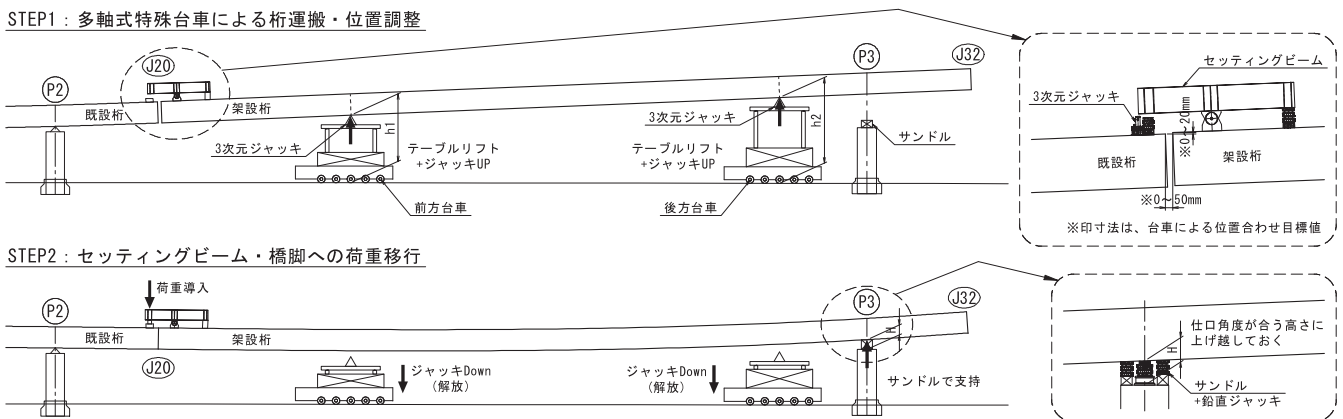 STEP1：多軸式特殊台車による桁運搬・位置調整
P2
J20
既設桁
架設桁
3次元ジャッキ
h1
テーブルリフト
+ジャッキUP
前方台車
3次元ジャッキ
h2
テーブルリフト
+ジャッキUP
後方台車
P3
サンドル
J32
セッティングビーム
3次元ジャッキ
※0～20mm
既設桁
架設桁
※0～50mm
※印寸法は、台車による位置合わせ目標値
STEP2：セッティングビーム・橋脚への荷重移行
荷重導入
P2
既設桁
架設桁
J20
ジャッキDown
(解放)
ジャッキDown
(解放)
P3
J32
H
サンドルで支持
仕口角度が合う高さに
上げ越しておく
H
サンドル
+鉛直ジャッキ